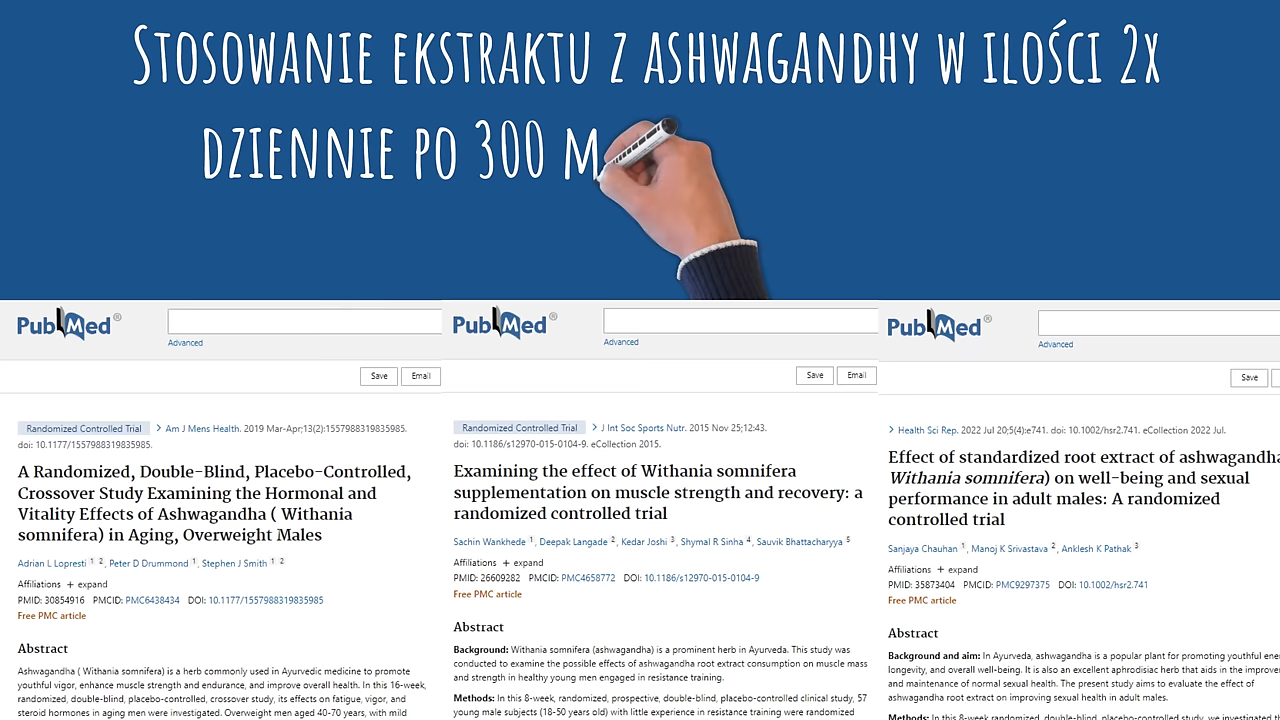 Stosowanie ekstraktu z ashwagandhy w ilości 2x
dziennie po 300 m
PubMed®
Advanced
Save
Email
Randomized Controlled Trial
Am J Mens Health. 2019 Mar-Apr;13(2):1557988319835985.
doi: 10.1177/1557988319835985.
A Randomized, Double-Blind, Placebo-Controlled,
Crossover Study Examining the Hormonal and
Vitality Effects of Ashwagandha ( Withania
somnifera) in Aging, Overweight Males
Adrian L Lopresti 1 2, Peter D Drummond 1, Stephen J Smith 1 2
Affiliations + expand
PMID: 30854916 PMCID: PMC6438434 DOI: 10.1177/1557988319835985
Free PMC article
Abstract
Ashwagandha ( Withania somnifera) is a herb commonly used in Ayurvedic medicine to promote
youthful vigor, enhance muscle strength and endurance, and improve overall health. In this 16-week,
randomized, double-blind, placebo-controlled, crossover study, its effects on fatigue, vigor, and
steroid hormones in aging men were investigated. Overweight men aged 40-70 years, with mild
PubMed®
Advanced
Save
Email
Randomized Controlled Trial
J Int Soc Sports Nutr. 2015 Nov 25;12:43.
doi: 10.1186/s12970-015-0104-9. eCollection 2015.
Examining the effect of Withania somnifera
supplementation on muscle strength and recovery: a
randomized controlled trial
Sachin Wankhede 1, Deepak Langade 2, Kedar Joshi 3, Shymal R Sinha 4, Sauvik Bhattacharyya 5
Affiliations + expand
PMID: 26609282 PMCID: PMC4658772 DOI: 10.1186/s12970-015-0104-9
Free PMC article
Abstract
Background: Withania somnifera (ashwagandha) is a prominent herb in Ayurveda. This study was
conducted to examine the possible effects of ashwagandha root extract consumption on muscle mass
and strength in healthy young men engaged in resistance training.
Methods: In this 8-week, randomized, prospective, double-blind, placebo-controlled clinical study, 57
young male subjects (18-50 years old) with little experience in resistance training were randomized
PubMed®
Advanced
Save
Health Sci Rep. 2022 Jul 20;5(4):e741. doi: 10.1002/hsr2.741. eCollection 2022 Jul.
Effect of standardized root extract of ashwagandha
Withania somnifera) on well-being and sexual
performance in adult males: A randomized
controlled trial
Sanjaya Chauhan 1, Manoj K Srivastava 2, Anklesh K Pathak 3
Affiliations + expand
PMID: 35873404 PMCID: PMC9297375 DOI: 10.1002/hsr2.741
Free PMC article
Abstract
Background and aim: In Ayurveda, ashwagandha is a popular plant for promoting youthful ene
longevity, and overall well-being. It is also an excellent aphrodisiac herb that aids in the improve
and maintenance of normal sexual health. The present study aims to evaluate the effect of
ashwagandha root extract on improving sexual health in adult males.
Methods: In this 8-week randomized, double-blind, placebo-controlled study, we investigated t